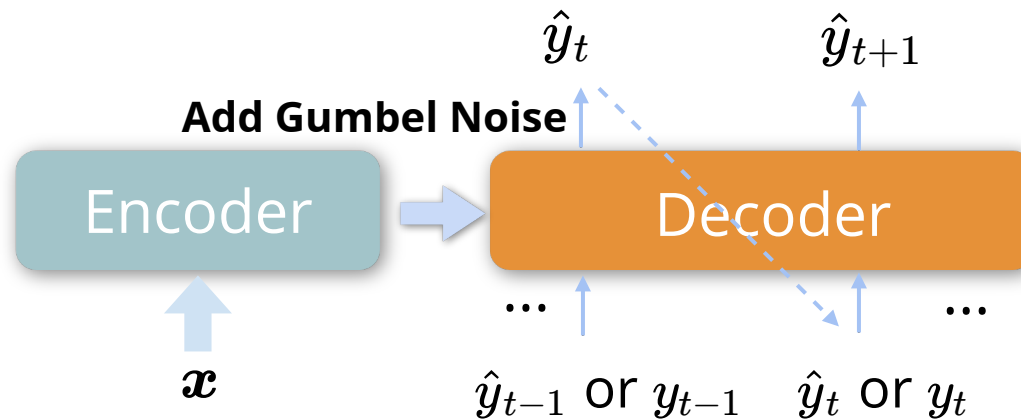 ŷ_t ŷ_{t+1}
Add Gumbel Noise
Encoder Decoder
... ...
x ŷ_{t−1} or y_{t−1} ŷ_t or y_t